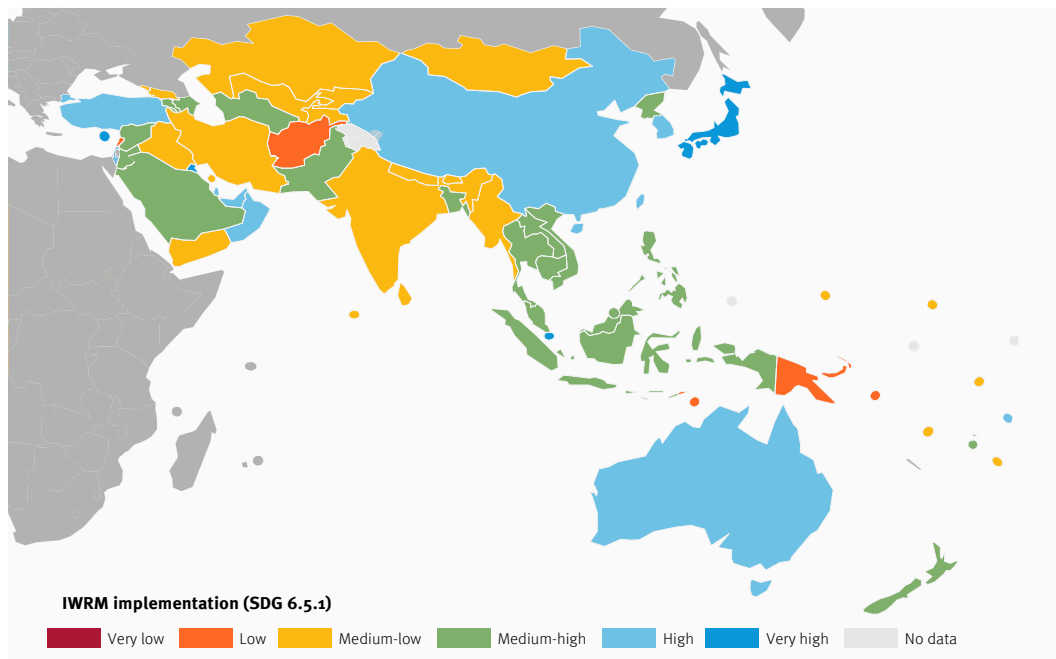 IWRM implementation (SDG 6.5.1)
Very low Low Medium-low Medium-high High Very high No data